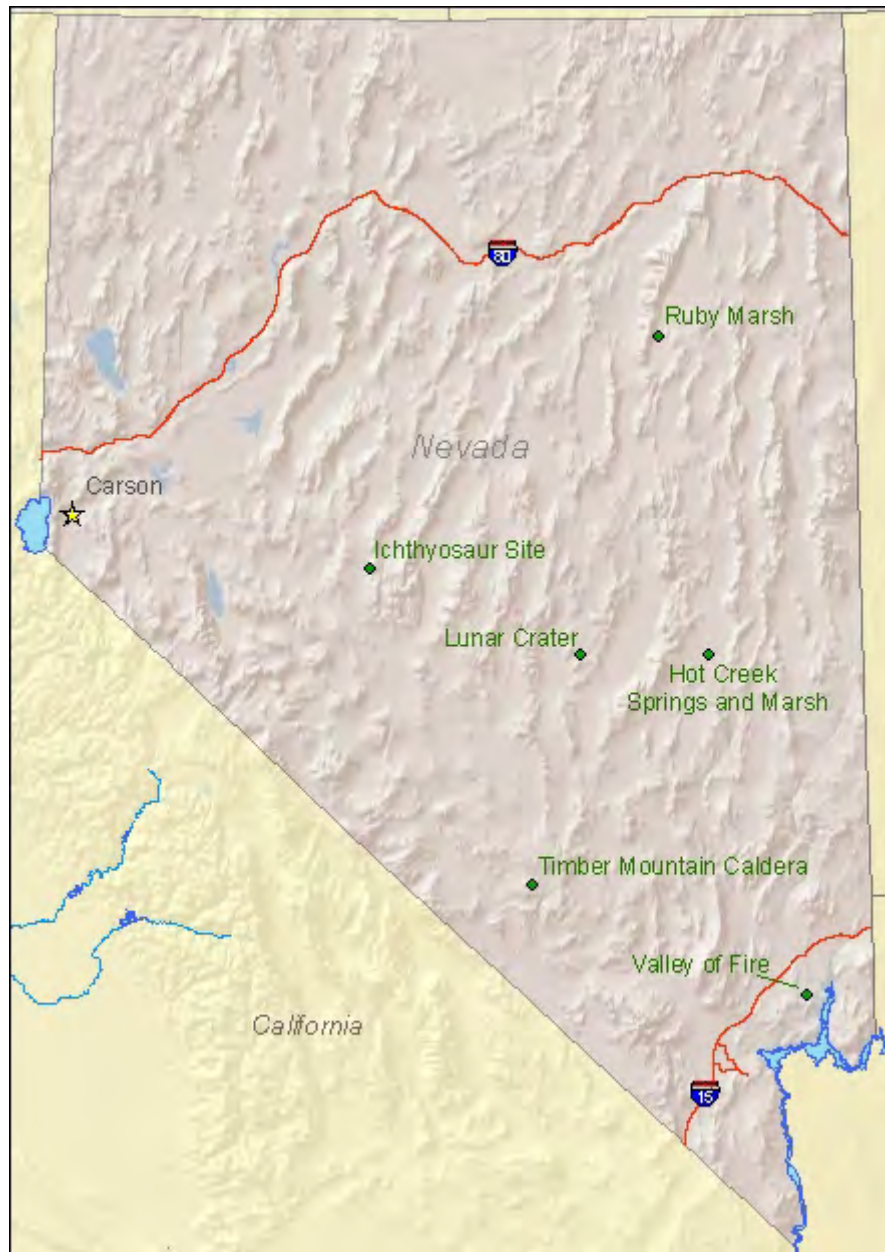 80
Ruby Marsh
Nevada
Carson
Ichthyosaur Site
Lunar Crater
Hot Creek
Springs and Marsh
Timber Mountain Caldera
Valley of Fire
California
15